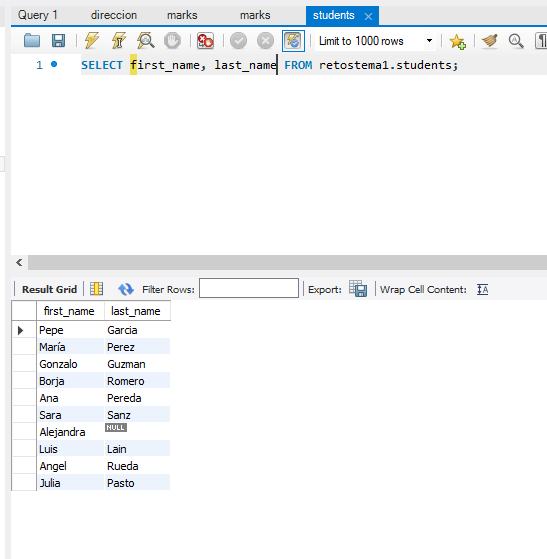 Query 1 direccion marks marks students
Limit to 1000 rows
1 SELECT first_name, last_name FROM retostema1.students;
Result Grid Filter Rows: Export: Wrap Cell Content:
first_name last_name
Pepe Garcia
María Perez
Gonzalo Guzman
Borja Romero
Ana Pereda
Sara Sanz
Alejandra NULL
Luis Lain
Angel Rueda
Julia Pasto